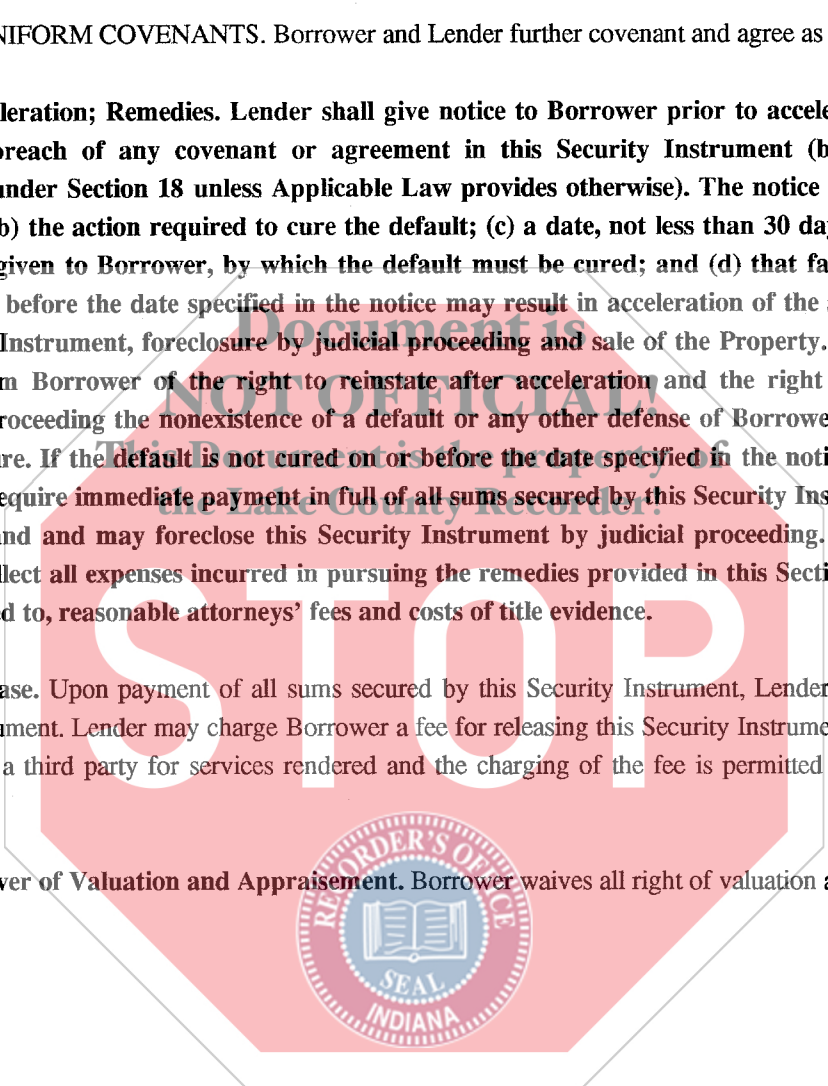 NIFORM COVENANTS. Borrower and Lender further covenant and agree as
leration; Remedies. Lender shall give notice to Borrower prior to accele
breach of any covenant or agreement in this Security Instrument (b
under Section 18 unless Applicable Law provides otherwise). The notice
b) the action required to cure the default; (c) a date, not less than 30 day
given to Borrower, by which the default must be cured; and (d) that fa
before the date specified in the notice may result in acceleration of the
Instrument, foreclosure by judicial proceeding and sale of the Property.
m Borrower of the right to reinstate after acceleration and the right
roceeding the nonexistence of a default or any other defense of Borrowe
re. If the default is not cured on or before the date specified in the noti
equire immediate payment in full of all sums secured by this Security Ins
nd and may foreclose this Security Instrument by judicial proceeding.
llect all expenses incurred in pursuing the remedies provided in this Secti
d to, reasonable attorneys' fees and costs of title evidence.
ase. Upon payment of all sums secured by this Security Instrument, Lender
ument. Lender may charge Borrower a fee for releasing this Security Instrume
a third party for services rendered and the charging of the fee is permitted
ver of Valuation and Appraisement. Borrower waives all right of valuation a
Document is
NOT OFFICIAL!
This Document is the property of
the Lake County Recorder!
STOP
RECORDER'S OFFICE
SEAL
INDIANA